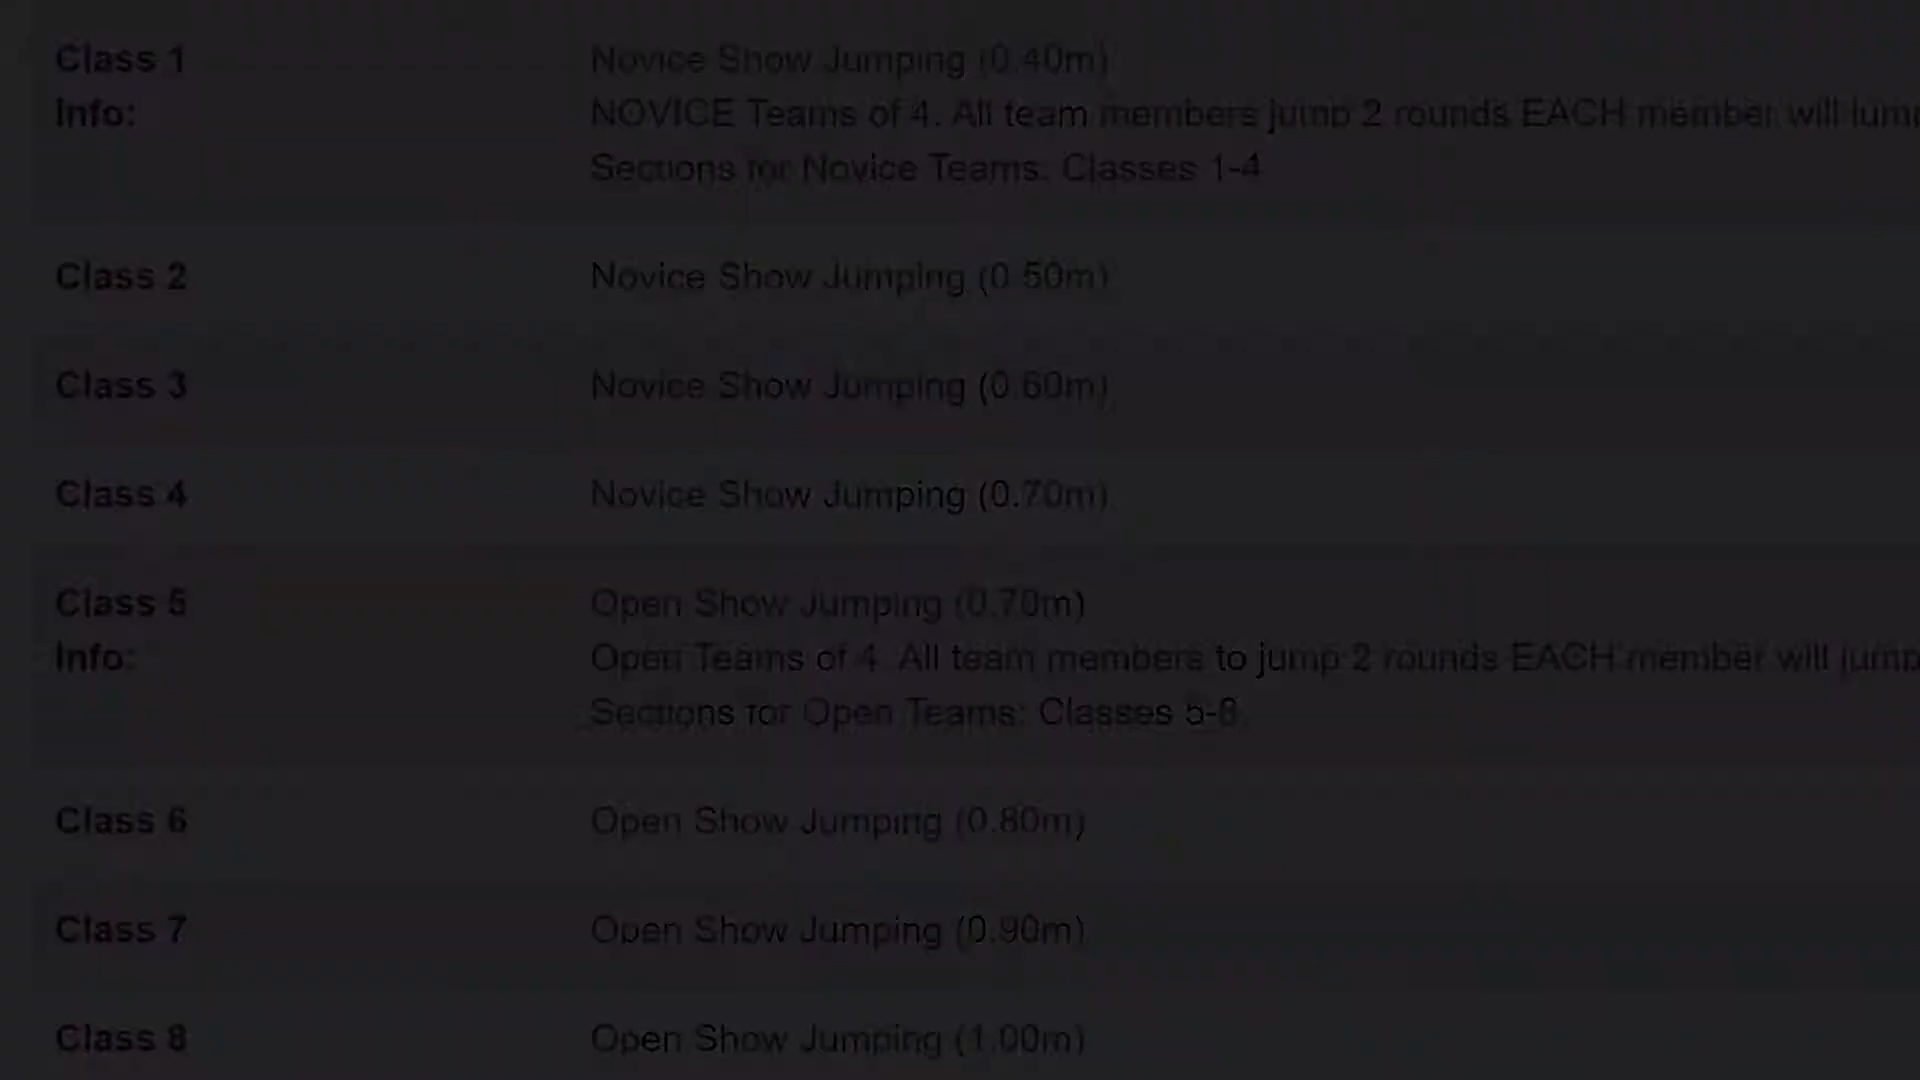 Class 1 Novice Show Jumping (0.40m)
Info: NOVICE Teams of 4. All team members jump 2 rounds EACH member will jump
Sections for Novice Teams: Classes 1-4
Class 2 Novice Show Jumping (0.50m)
Class 3 Novice Show Jumping (0.60m)
Class 4 Novice Show Jumping (0.70m)
Class 5 Open Show Jumping (0.70m)
Info: Open Teams of 4. All team members to jump 2 rounds EACH member will jump
Sections for Open Teams: Classes 5-8
Class 6 Open Show Jumping (0.80m)
Class 7 Open Show Jumping (0.90m)
Class 8 Open Show Jumping (1.00m)